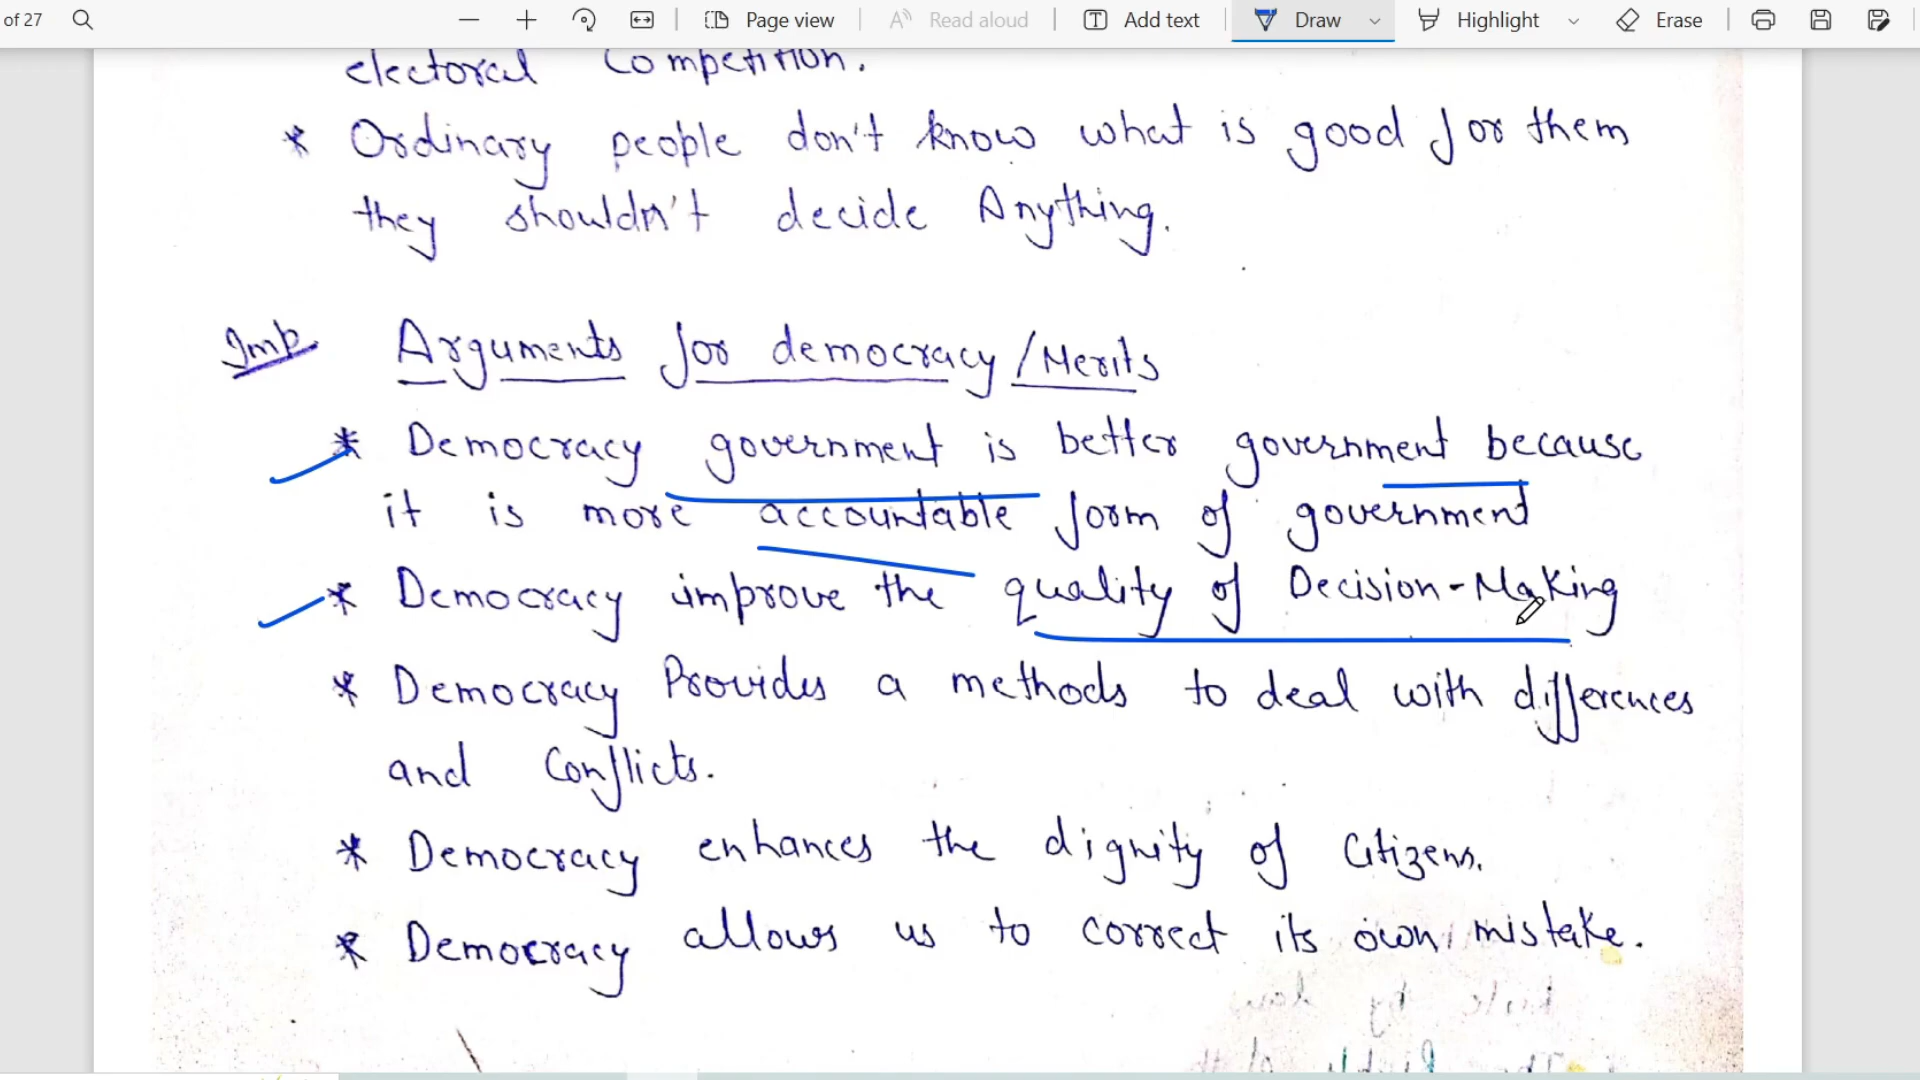 of 27 Page view Read aloud Add text Draw Highlight Erase
electoral Competition.
* Ordinary people don't know what is good for them
they shouldn't decide Anything.
Imp Arguments for democracy /Merits
* Democracy government is better government because
it is more accountable form of government
* Democracy improve the quality of Decision-Making
* Democracy Provides a methods to deal with differences
and Conflicts.
* Democracy enhances the dignity of Citizens.
* Democracy allows us to correct its own mistake.